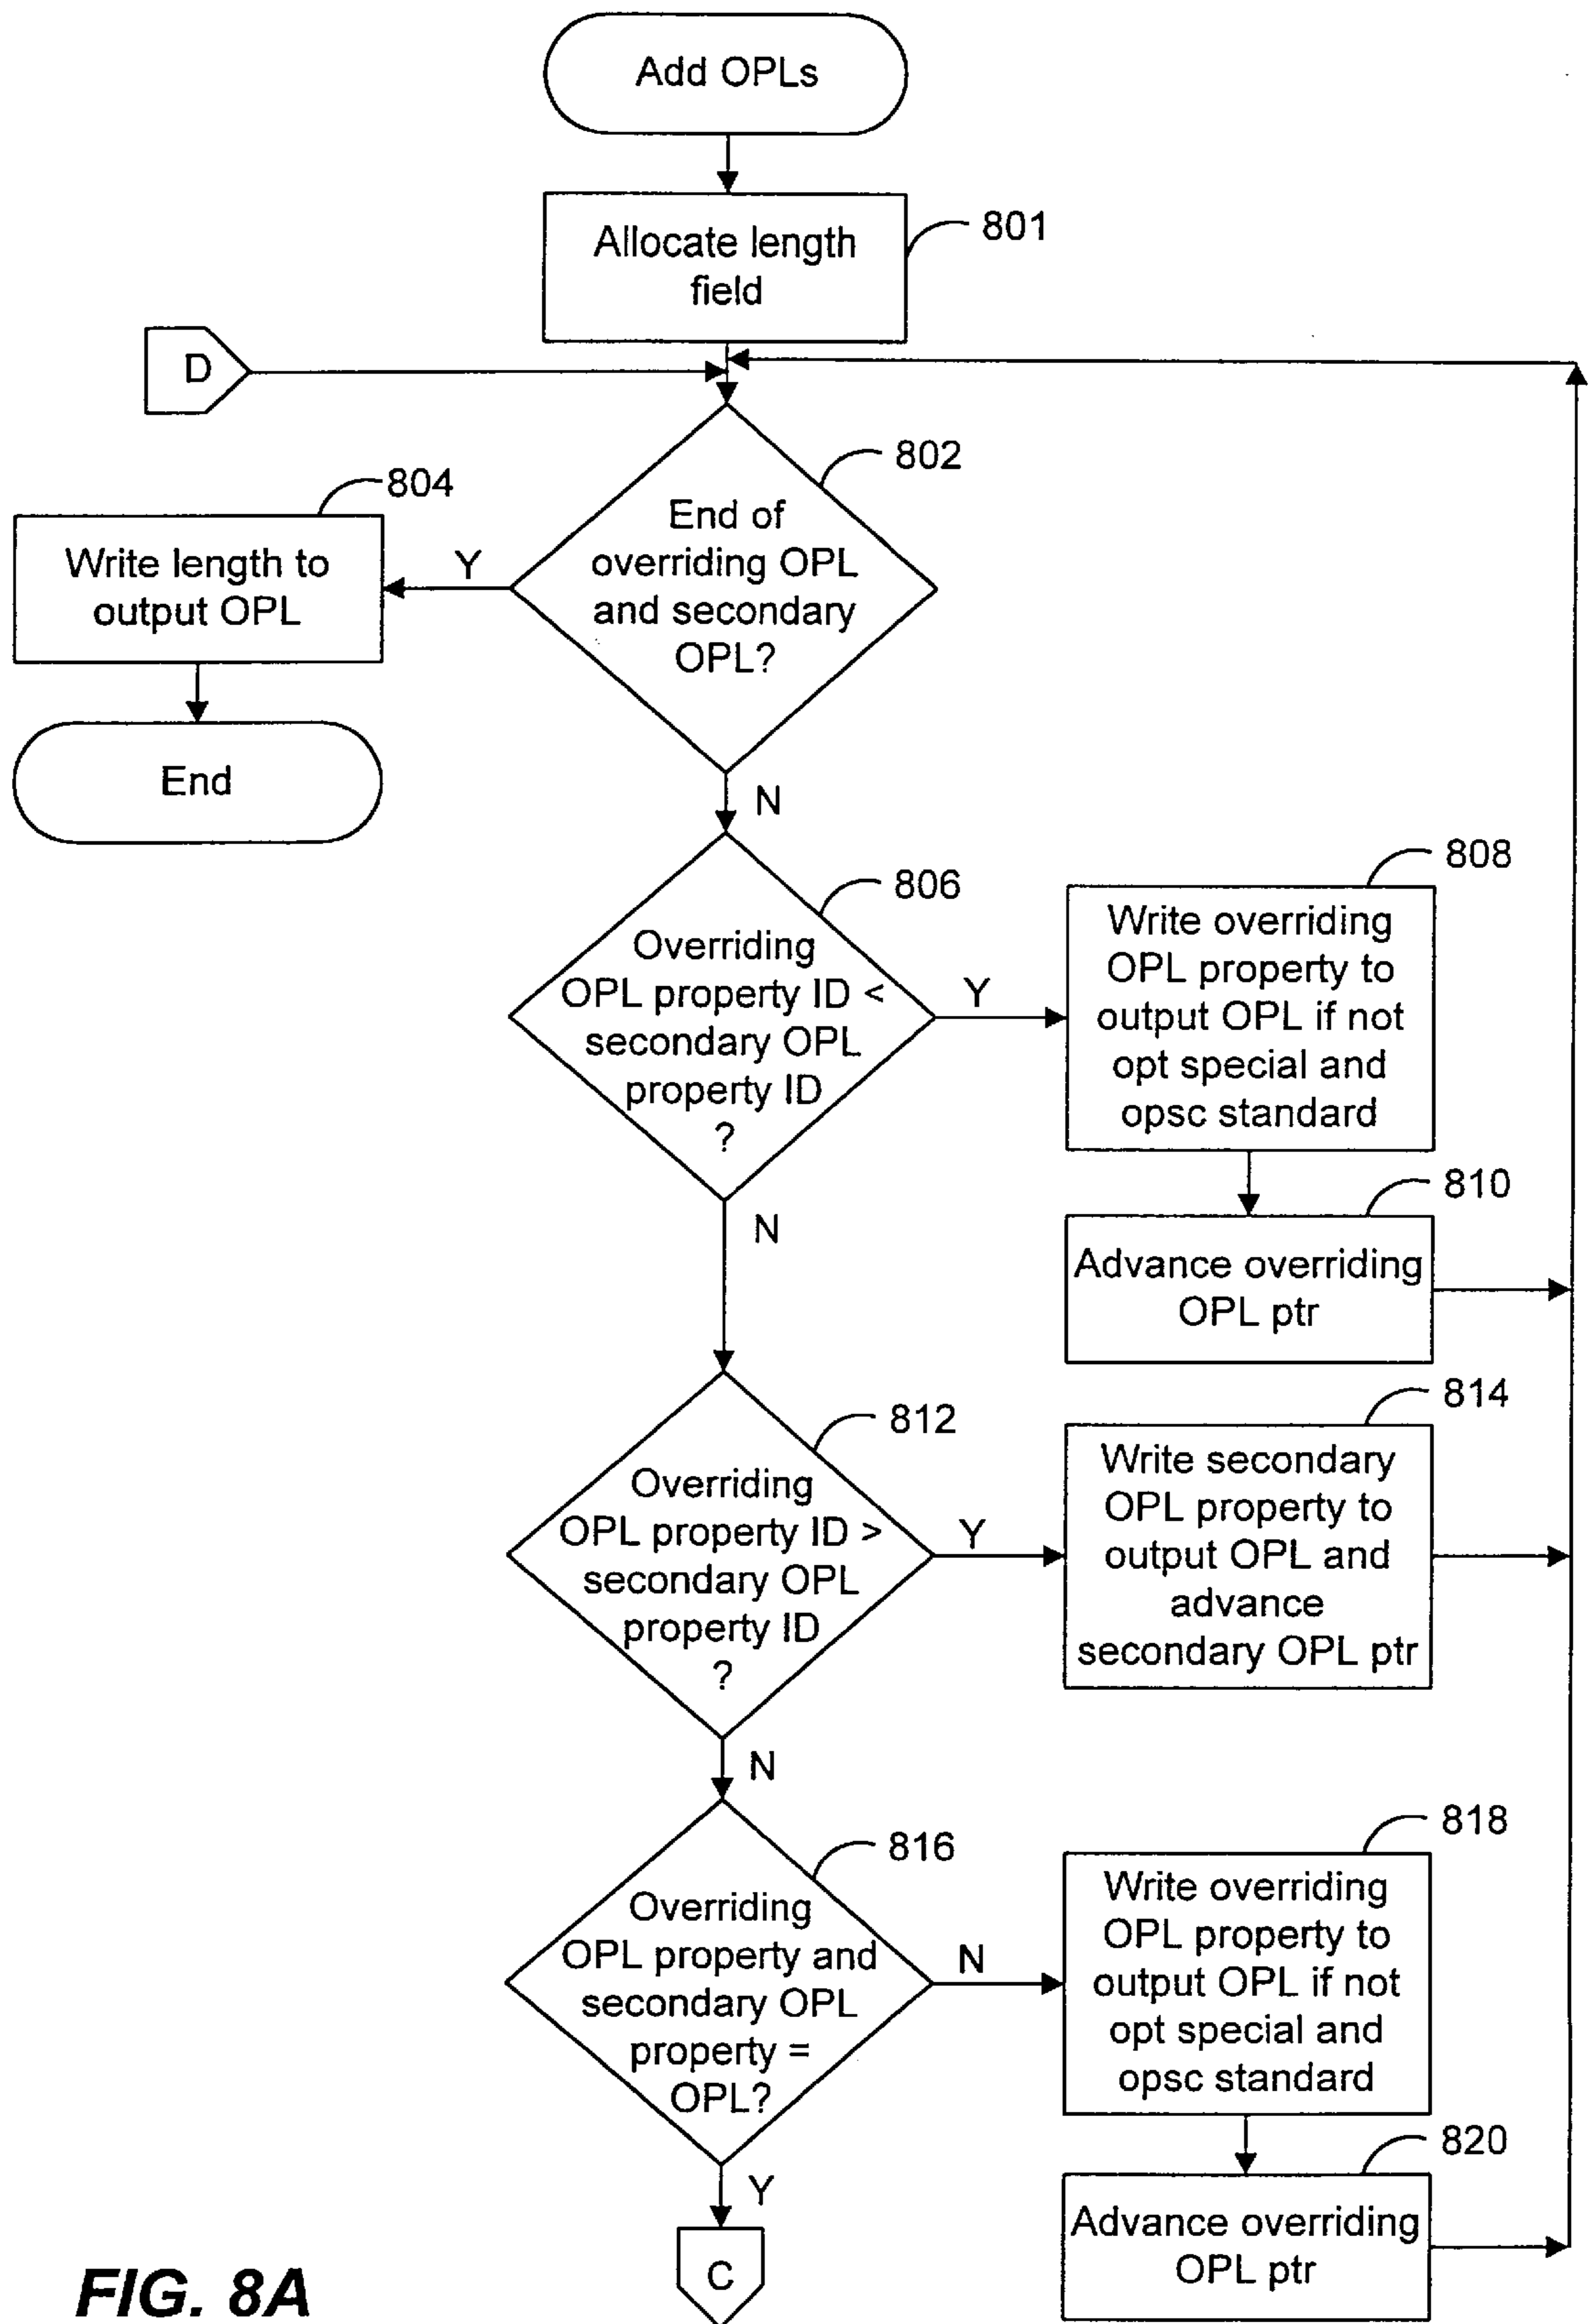 Add OPLs
Allocate length
field
801
D
802
End of
overriding OPL
and secondary
OPL?
804
Write length to
output OPL
Y
End
N
806
Overriding
OPL property ID <
secondary OPL
property ID
?
Y
808
Write overriding
OPL property to
output OPL if not
opt special and
opsc standard
810
Advance overriding
OPL ptr
N
812
Overriding
OPL property ID >
secondary OPL
property ID
?
Y
814
Write secondary
OPL property to
output OPL and
advance
secondary OPL ptr
N
816
Overriding
OPL property and
secondary OPL
property =
OPL?
N
818
Write overriding
OPL property to
output OPL if not
opt special and
opsc standard
820
Advance overriding
OPL ptr
Y
C
FIG. 8A